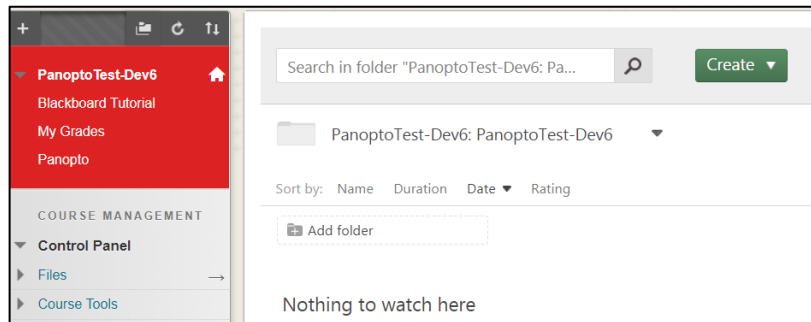 PanoptoTest-Dev6
Blackboard Tutorial
My Grades
Panopto
COURSE MANAGEMENT
Control Panel
Files
Course Tools
Search in folder "PanoptoTest-Dev6: Pa...
Create
PanoptoTest-Dev6: PanoptoTest-Dev6
Sort by: Name Duration Date Rating
Add folder
Nothing to watch here